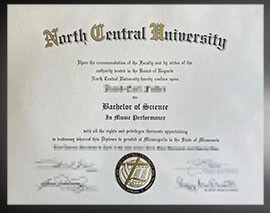 North Central University
Upon the recommendation of the Faculty and by virtue of the
authority vested in the Board of Regents
North Central University hereby confers upon
the
Bachelor of Science
In Music Performance
with all the rights and privileges thereunto appertaining
in testimony whereof this Diploma is granted at Minneapolis in the State of Minnesota